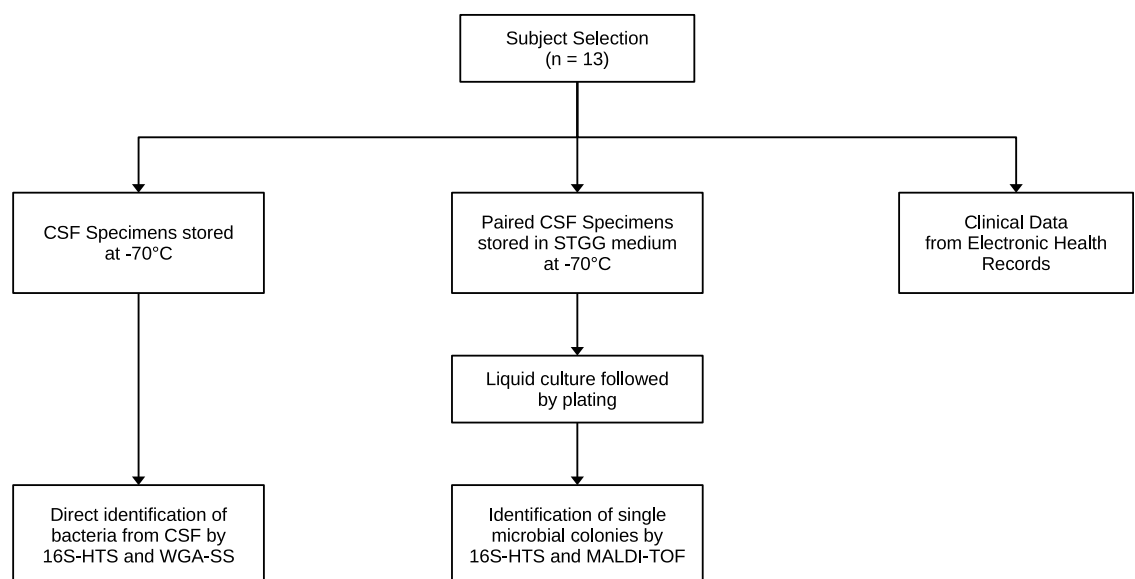 Subject Selection
(n = 13)
CSF Specimens stored
at -70°C
Paired CSF Specimens
stored in STGG medium
at -70°C
Clinical Data
from Electronic Health
Records
Liquid culture followed
by plating
Direct identification of
bacteria from CSF by
16S-HTS and WGA-SS
Identification of single
microbial colonies by
16S-HTS and MALDI-TOF